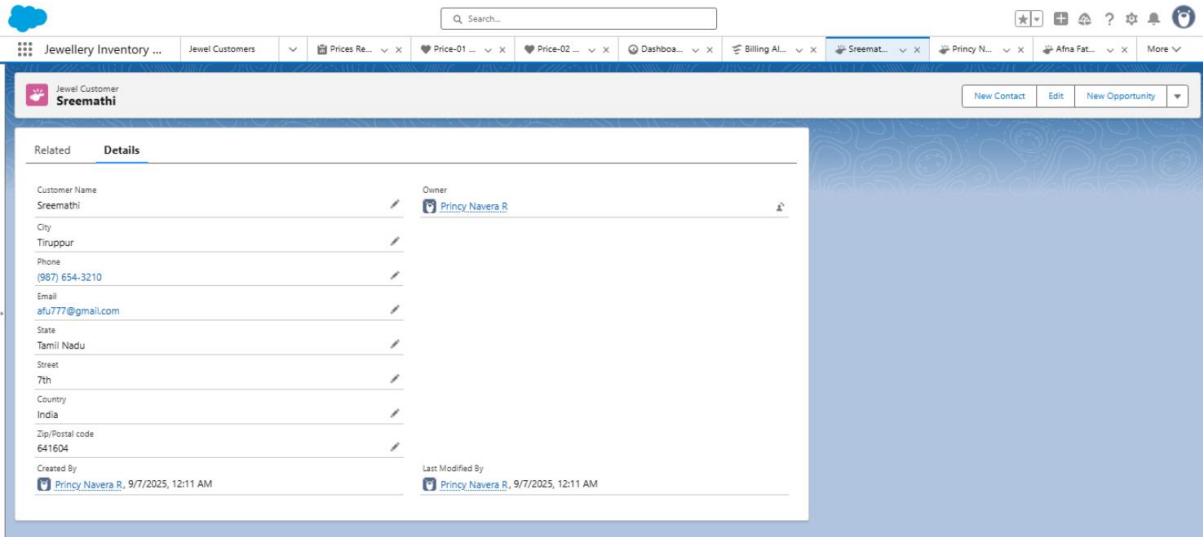 Search...
Jewellery Inventory ...
Jewel Customers
Prices Re...
Price-01 ...
Price-02 ...
Dashboa...
Billing Al...
Sreemat...
Princy N...
Afna Fat...
More
Jewel Customer
Sreemathi
New Contact
Edit
New Opportunity
Related
Details
Customer Name
Sreemathi
Owner
Princy Navera R
City
Tiruppur
Phone
(987) 654-3210
Email
afu777@gmail.com
State
Tamil Nadu
Street
7th
Country
India
Zip/Postal code
641604
Created By
Princy Navera R, 9/7/2025, 12:11 AM
Last Modified By
Princy Navera R, 9/7/2025, 12:11 AM